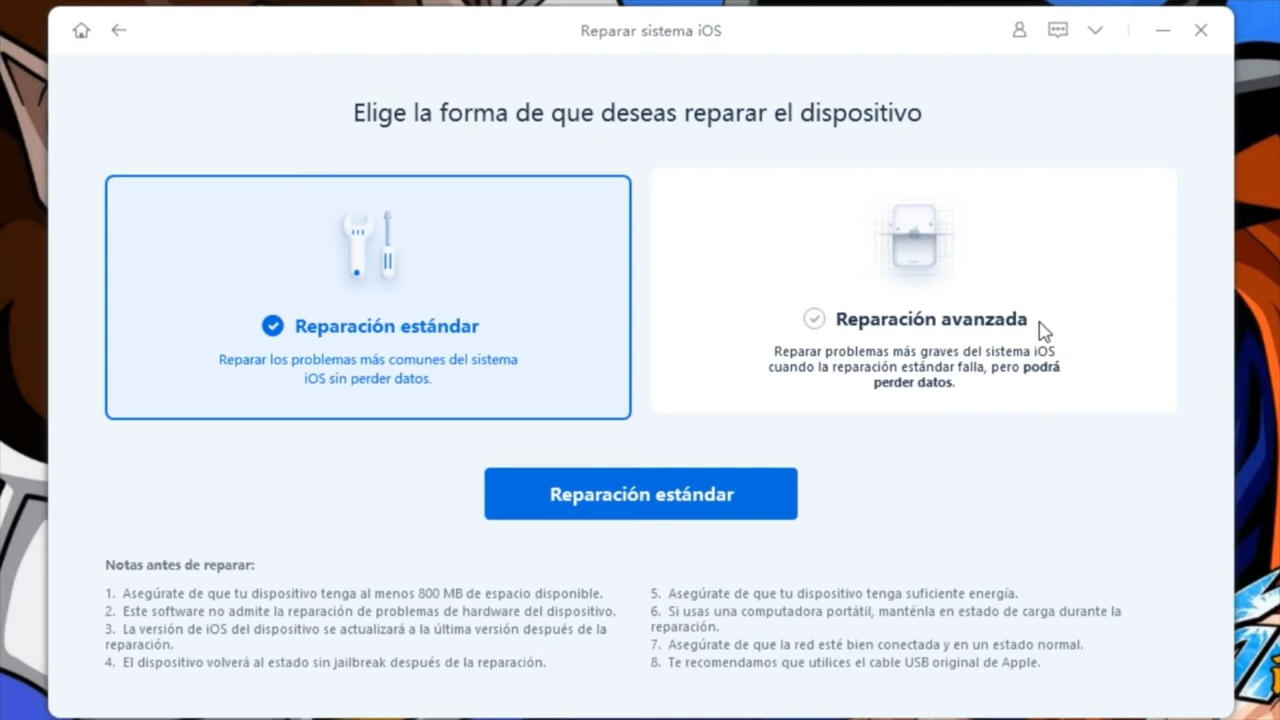 Reparar sistema iOS
Elige la forma de que deseas reparar el dispositivo
Reparación estándar
Reparar los problemas más comunes del sistema
iOS sin perder datos.
Reparación avanzada
Reparar problemas más graves del sistema iOS
cuando la reparación estándar falla, pero podrá
perder datos.
Reparación estándar
Notas antes de reparar:
1. Asegúrate de que tu dispositivo tenga al menos 800 MB de espacio disponible.
2. Este software no admite la reparación de problemas de hardware del dispositivo.
3. La versión de iOS del dispositivo se actualizará a la última versión después de la
reparación.
4. El dispositivo volverá al estado sin jailbreak después de la reparación.
5. Asegúrate de que tu dispositivo tenga suficiente energía.
6. Si usas una computadora portátil, manténla en estado de carga durante la
reparación.
7. Asegúrate de que la red esté bien conectada y en un estado normal.
8. Te recomendamos que utilices el cable USB original de Apple.